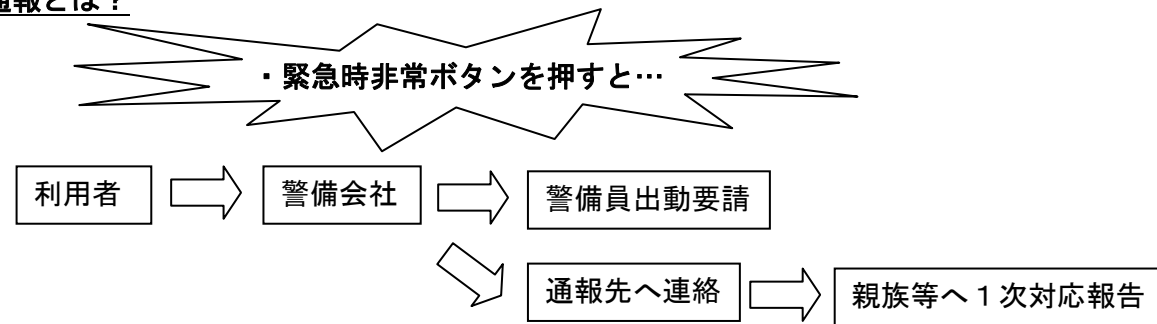 通報とは？
・緊急時非常ボタンを押すと…
利用者
警備会社
警備員出動要請
通報先へ連絡
親族等へ１次対応報告